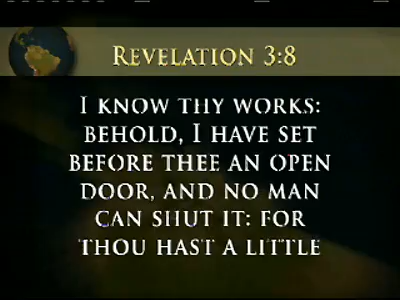 Revelation 3:8
I know thy works:
behold, I have set
before thee an open
door, and no man
can shut it: for
thou hast a little